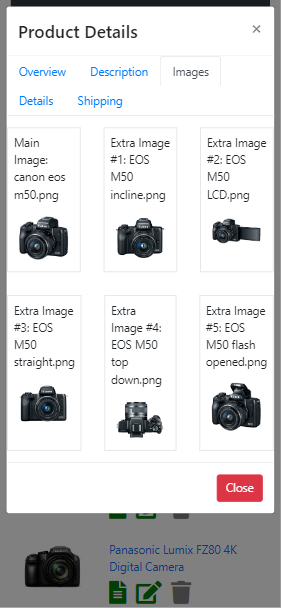 Product Details
×
Overview
Description
Images
Details
Shipping
Main
Image:
canon eos
m50.png
Extra Image
#1: EOS
M50
incline.png
Extra Image
#2: EOS
M50
LCD.png
Extra Image
#3: EOS
M50
straight.png
Extra
Image #4:
EOS M50
top
down.png
Extra Image
#5: EOS
M50 flash
opened.png
Close
Panasonic Lumix FZ80 4K
Digital Camera